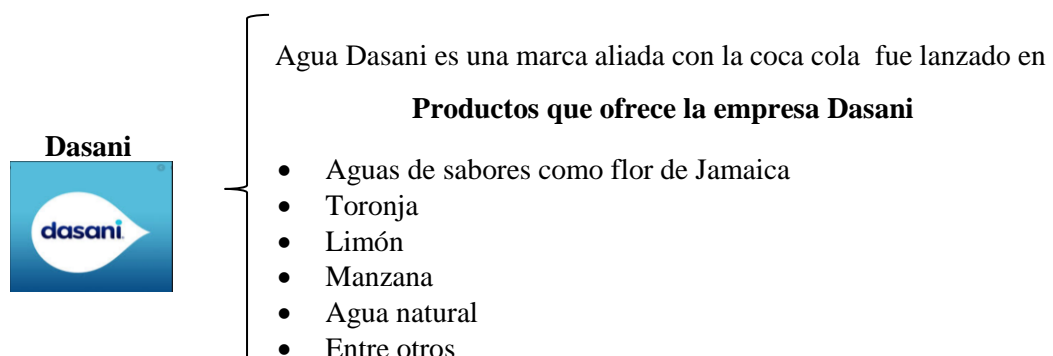 Agua Dasani es una marca aliada con la coca cola  fue lanzado en
Productos que ofrece la empresa Dasani
Dasani
dasani
• Aguas de sabores como flor de Jamaica
• Toronja
• Limón
• Manzana
• Agua natural
• Entre otros